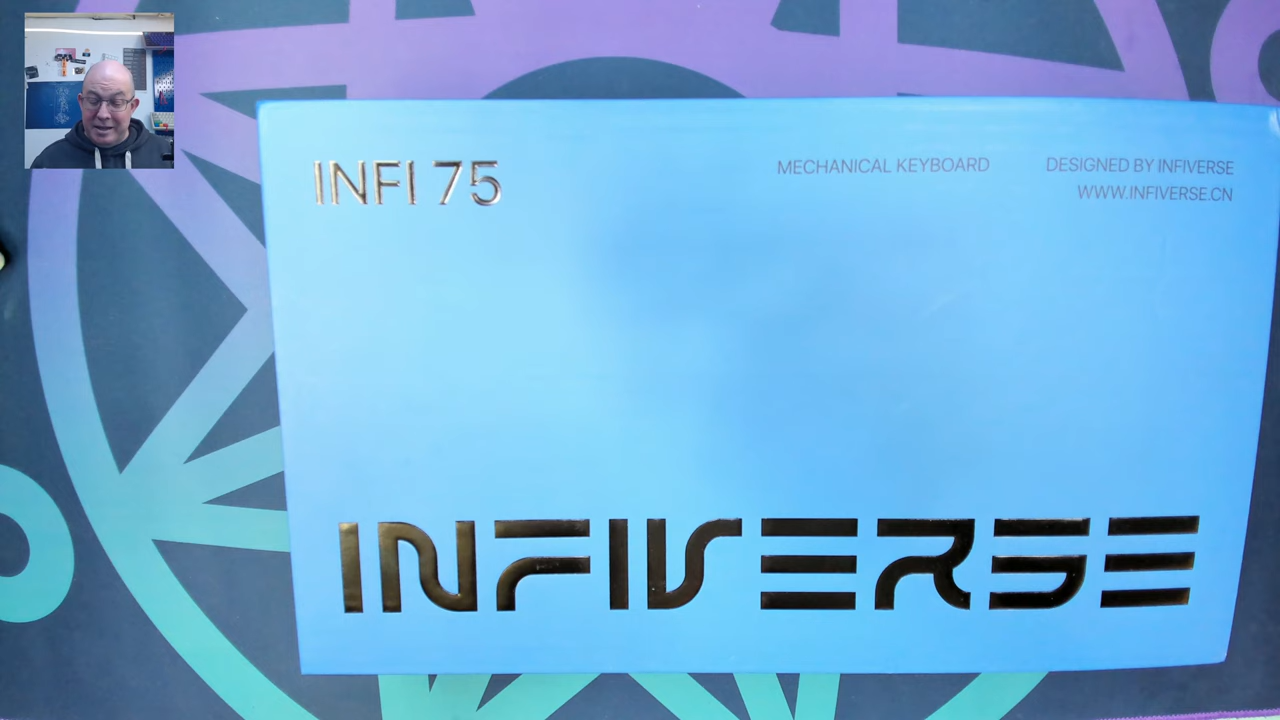 INFI 75
MECHANICAL KEYBOARD
DESIGNED BY INFIVERSE
WWW.INFIVERSE.CN
INFIVERSE